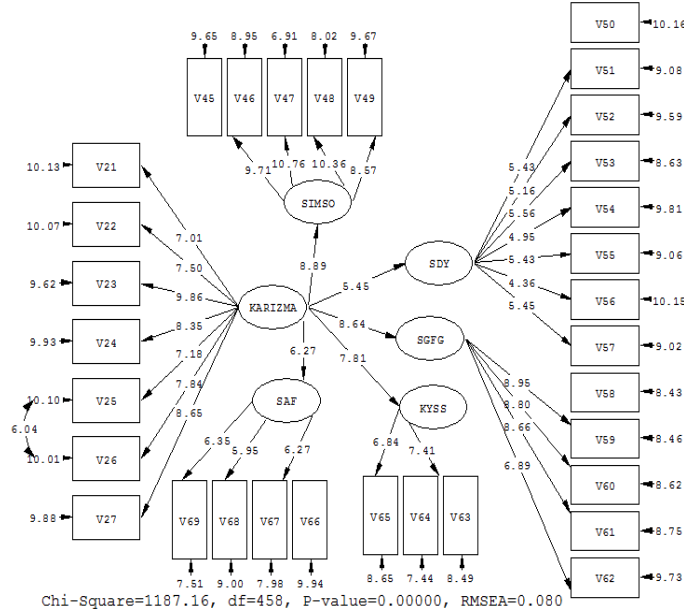 9.65 8.95 6.91 8.02 9.67
V45 V46 V47 V48 V49
9.71 10.76 10.36 8.57
SIMSO
8.89
10.13 V21
10.07 V22
9.62 V23
9.93 V24
10.10 V25
6.04
10.01 V26
9.88 V27
7.01
7.50
9.86
8.35
7.18
7.84
8.65
KARIZMA
5.45
8.64
7.81
6.27
SDY
SGFG
SAF
KYSS
5.43
5.16
5.56
4.95
5.43
4.36
5.45
8.95
8.80
8.66
6.89
V50 10.16
V51 9.08
V52 9.59
V53 8.63
V54 9.81
V55 9.06
V56 10.15
V57 9.02
V58 8.43
V59 8.46
V60 8.62
V61 8.75
V62 9.73
6.35 5.95 6.27
6.84 7.41
V69 V68 V67 V66
V65 V64 V63
7.51 9.00 7.98 9.94
8.65 7.44 8.49
Chi-Square=1187.16, df=458, P-value=0.00000, RMSEA=0.080